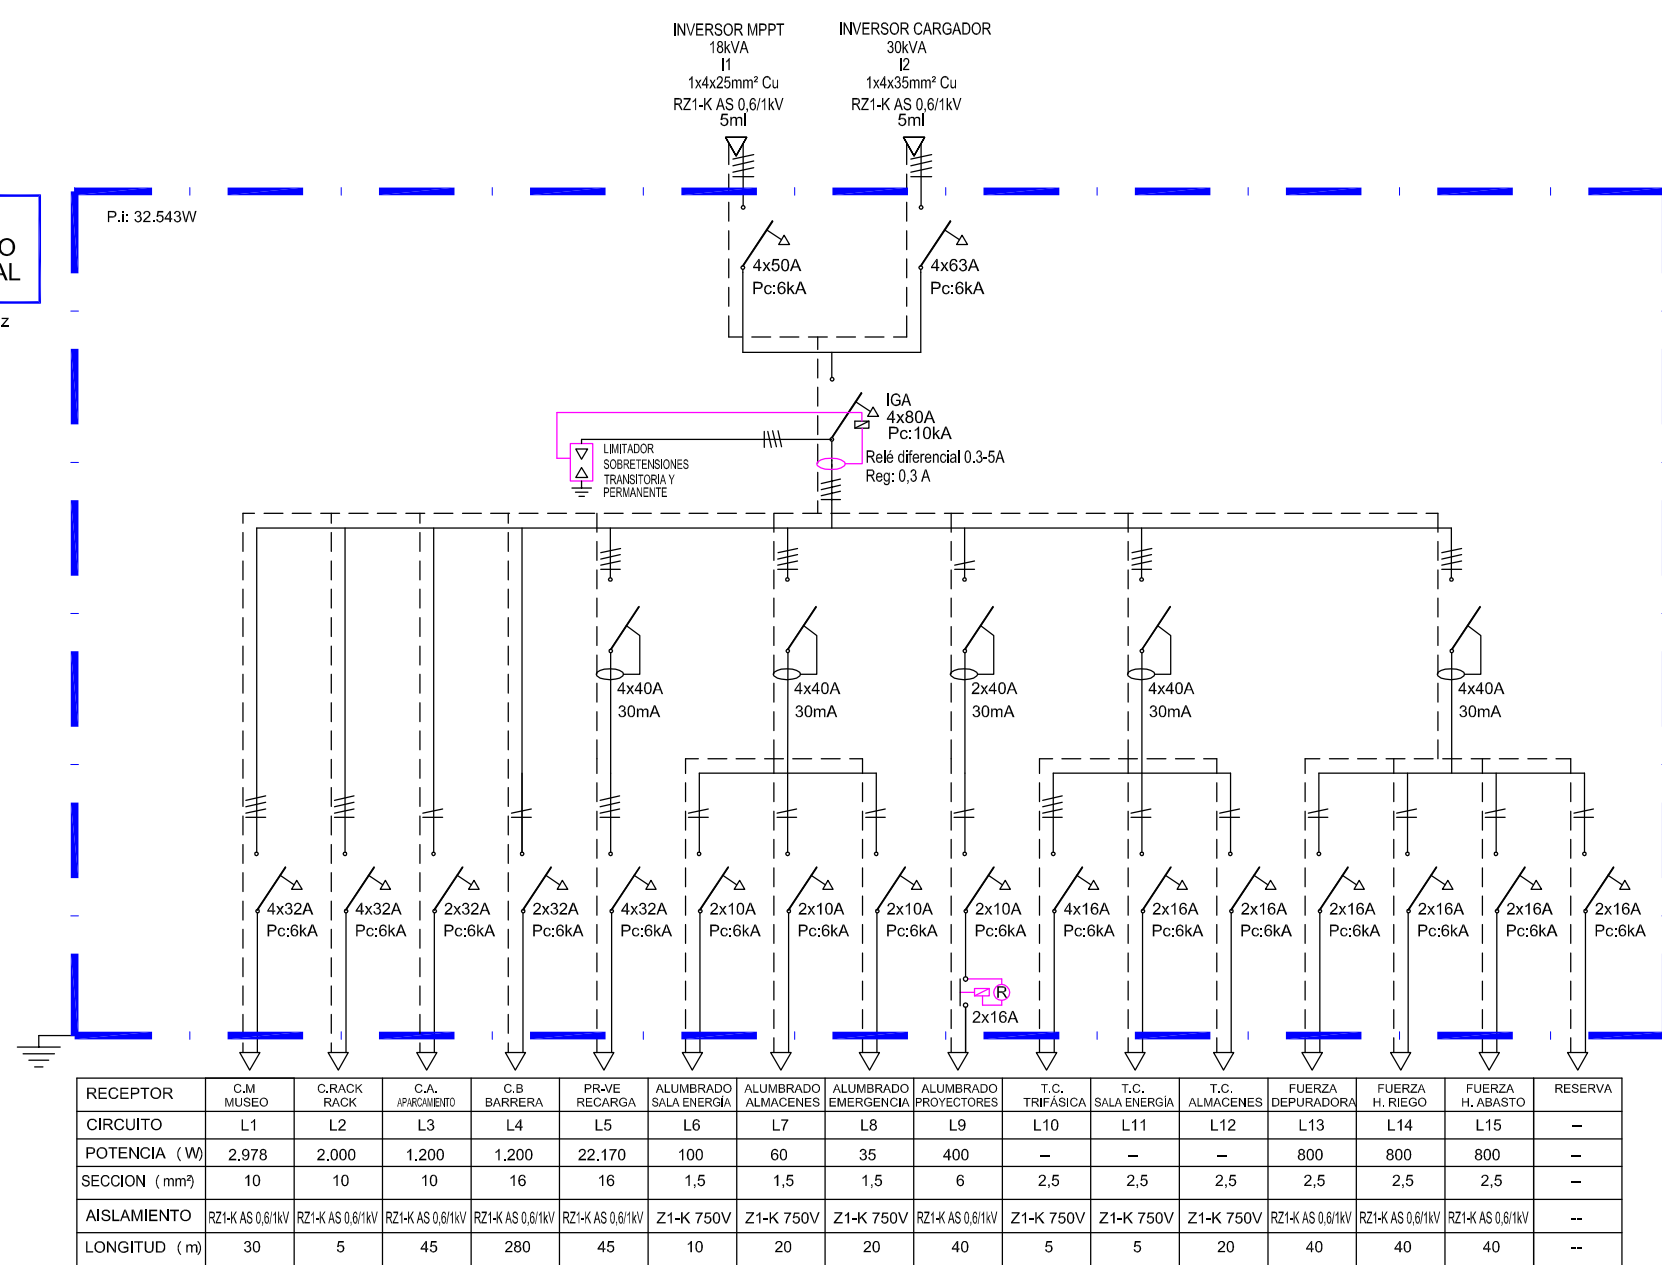 INVERSOR MPPT
18kVA
I1
1x4x25mm² Cu
RZ1-K AS 0,6/1kV
5ml
INVERSOR CARGADOR
30kVA
I2
1x4x35mm² Cu
RZ1-K AS 0,6/1kV
5ml
O
AL
z
P.i: 32.543W
4x50A
Pc:6kA
4x63A
Pc:6kA
IGA
4x80A
Pc:10kA
Relé diferencial 0.3-5A
Reg: 0,3 A
LIMITADOR
SOBRETENSIONES
TRANSITORIA Y
PERMANENTE
4x40A
30mA
4x40A
30mA
2x40A
30mA
4x40A
30mA
4x40A
30mA
4x32A
Pc:6kA
4x32A
Pc:6kA
2x32A
Pc:6kA
2x32A
Pc:6kA
4x32A
Pc:6kA
2x10A
Pc:6kA
2x10A
Pc:6kA
2x10A
Pc:6kA
2x10A
Pc:6kA
4x16A
Pc:6kA
2x16A
Pc:6kA
2x16A
Pc:6kA
2x16A
Pc:6kA
2x16A
Pc:6kA
2x16A
Pc:6kA
2x16A
Pc:6kA
R
2x16A
RECEPTOR C.M MUSEO C.RACK RACK C.A. APARCAMIENTO C.B BARRERA PR-VE RECARGA ALUMBRADO SALA ENERGÍA ALUMBRADO ALMACENES ALUMBRADO EMERGENCIA ALUMBRADO PROYECTORES T.C. TRIFÁSICA T.C. SALA ENERGÍA T.C. ALMACENES FUERZA DEPURADORA FUERZA H. RIEGO FUERZA H. ABASTO RESERVA
CIRCUITO L1 L2 L3 L4 L5 L6 L7 L8 L9 L10 L11 L12 L13 L14 L15 –
POTENCIA (W) 2.978 2.000 1.200 1.200 22.170 100 60 35 400 – – – 800 800 800 –
SECCION (mm²) 10 10 10 16 16 1,5 1,5 1,5 6 2,5 2,5 2,5 2,5 2,5 2,5 –
AISLAMIENTO RZ1-K AS 0,6/1kV RZ1-K AS 0,6/1kV RZ1-K AS 0,6/1kV RZ1-K AS 0,6/1kV RZ1-K AS 0,6/1kV Z1-K 750V Z1-K 750V Z1-K 750V RZ1-K AS 0,6/1kV Z1-K 750V Z1-K 750V Z1-K 750V RZ1-K AS 0,6/1kV RZ1-K AS 0,6/1kV RZ1-K AS 0,6/1kV --
LONGITUD (m) 30 5 45 280 45 10 20 20 40 5 5 20 40 40 40 --